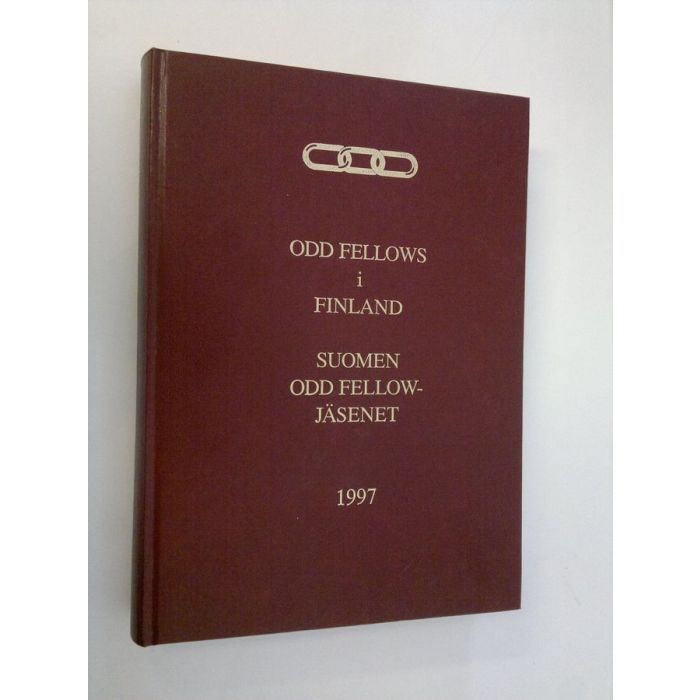 ODD FELLOWS
i
FINLAND
SUOMEN
ODD FELLOW-
JÄSENET
1997